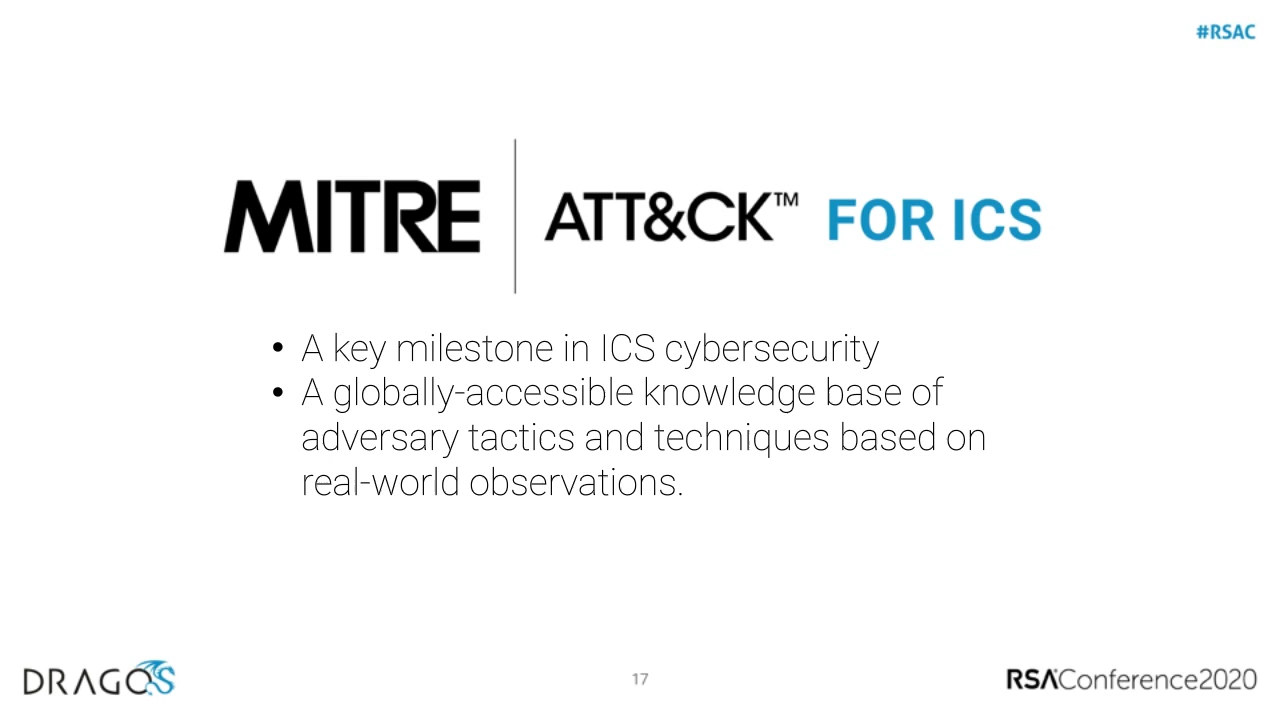 #RSAC
MITRE | ATT&CK™ FOR ICS
• A key milestone in ICS cybersecurity
• A globally-accessible knowledge base of
adversary tactics and techniques based on
real-world observations.
DRAGOS
17
RSAConference2020